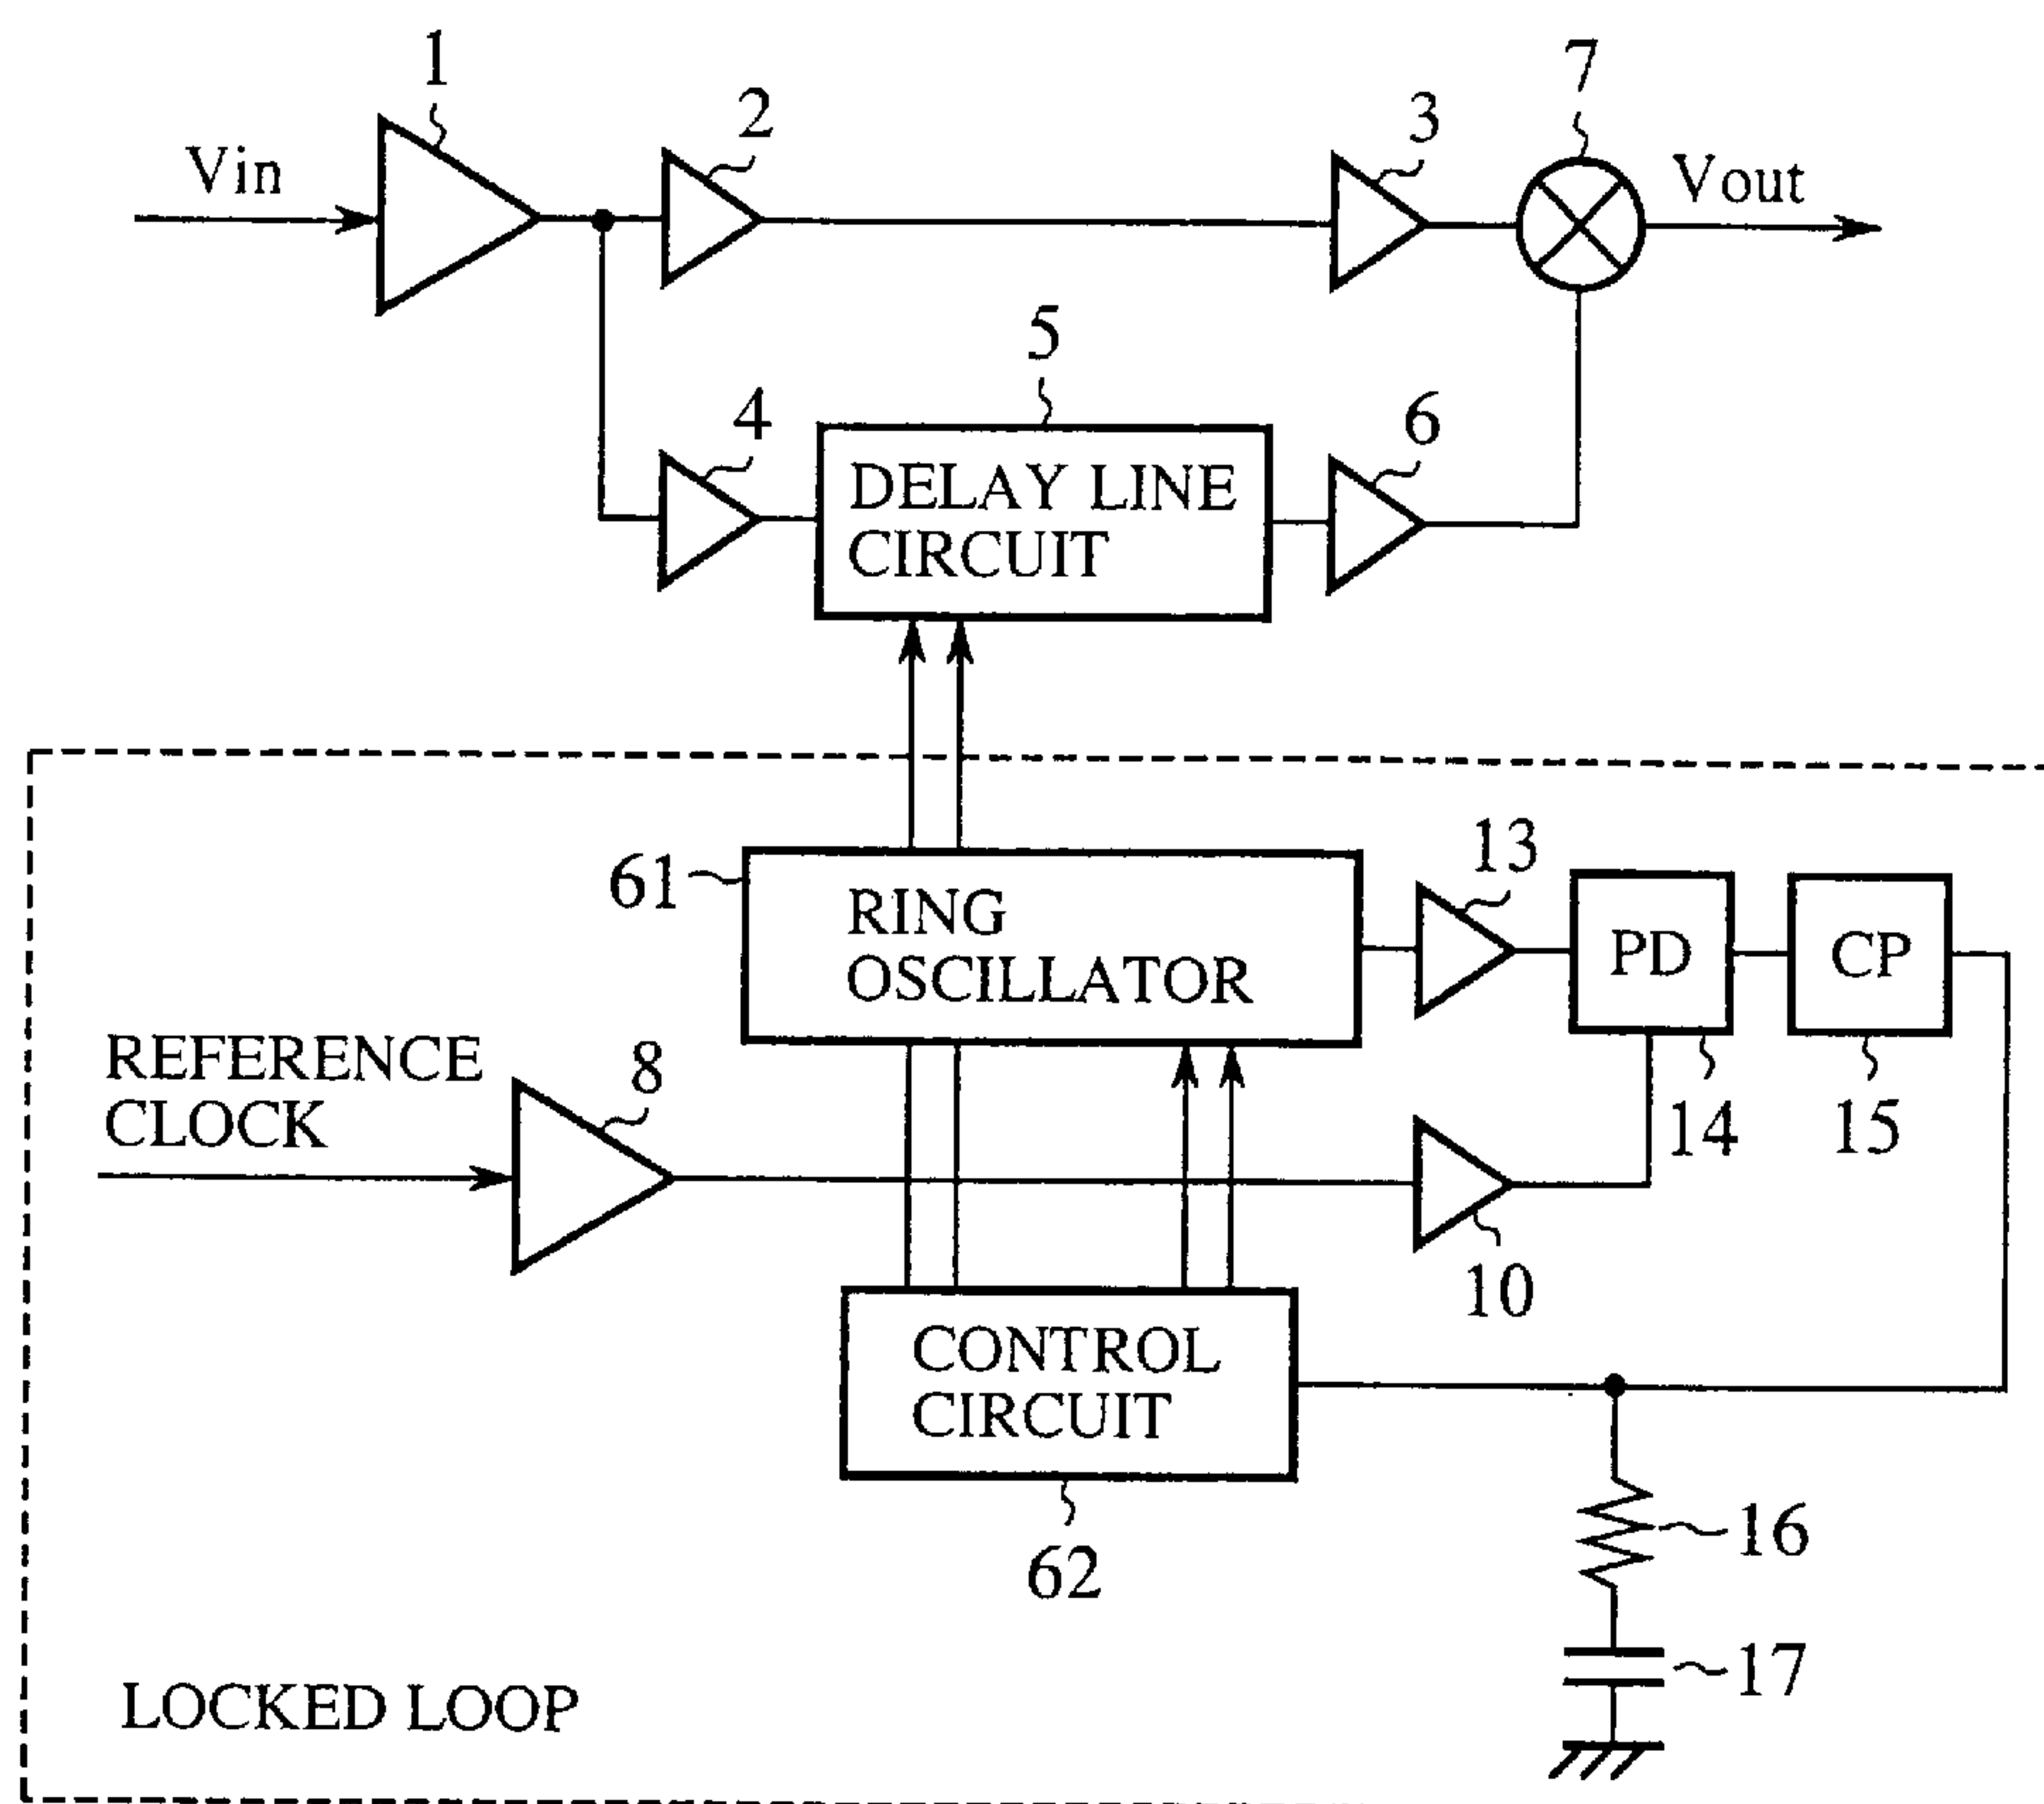 1
2
3
7
Vin
Vout
5
4
6
DELAY LINE
CIRCUIT
61
RING
OSCILLATOR
13
PD
CP
REFERENCE
CLOCK
8
14
15
10
CONTROL
CIRCUIT
62
16
17
LOCKED LOOP